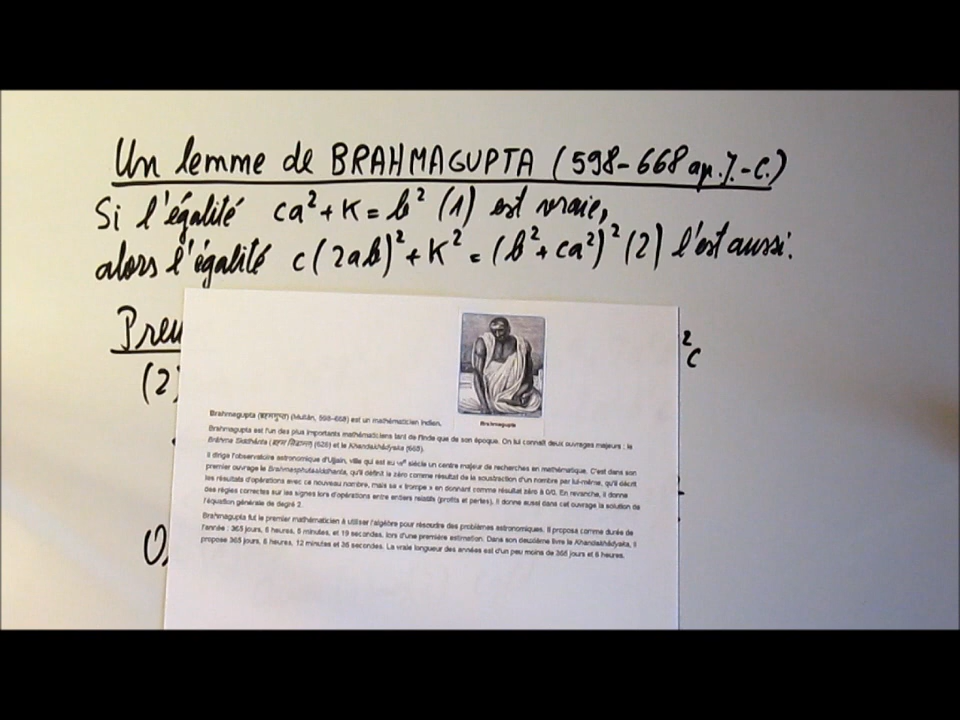 Un lemme de BRAHMAGUPTA (598-668 ap. J.-C.)
Si l'égalité ca² + K = b² (1) est vraie,
alors l'égalité c(2ab)² + K² = (b² + ca²)² (2) l'est aussi.
Preu
²c
(2)
Brahmagupta
Brahmagupta (ब्रह्मगुप्त) (Multân, 598–668) est un mathématicien indien.
Brahmagupta est l'un des plus importants mathématiciens tant de l'Inde que de son époque. On lui connaît deux ouvrages majeurs : le
Brâhma Siddhânta (628) et le Khandakhâdyaka (665).
Il dirige l'observatoire astronomique d'Ujjain, ville qui est au VIIᵉ siècle un centre majeur de recherches en mathématique. C'est dans son
premier ouvrage le Brahmasphutasiddhanta, qu'il définit le zéro comme résultat de la soustraction d'un nombre par lui-même, qu'il décrit
les résultats d'opérations avec ce nouveau nombre, mais se « trompe » en donnant comme résultat zéro à 0/0. En revanche, il donne
des règles correctes sur les signes lors d'opérations entre entiers relatifs (profits et pertes). Il donne aussi dans cet ouvrage la solution de
l'équation générale de degré 2.
Brahmagupta fut le premier mathématicien à utiliser l'algèbre pour résoudre des problèmes astronomiques. Il propose comme durée de
l'année : 365 jours, 6 heures, 5 minutes, et 19 secondes, lors d'une première estimation. Dans son deuxième livre le Khandakhâdyaka, il
propose 365 jours, 6 heures, 12 minutes et 36 secondes. La vraie longueur des années est d'un peu moins de 365 jours et 6 heures.